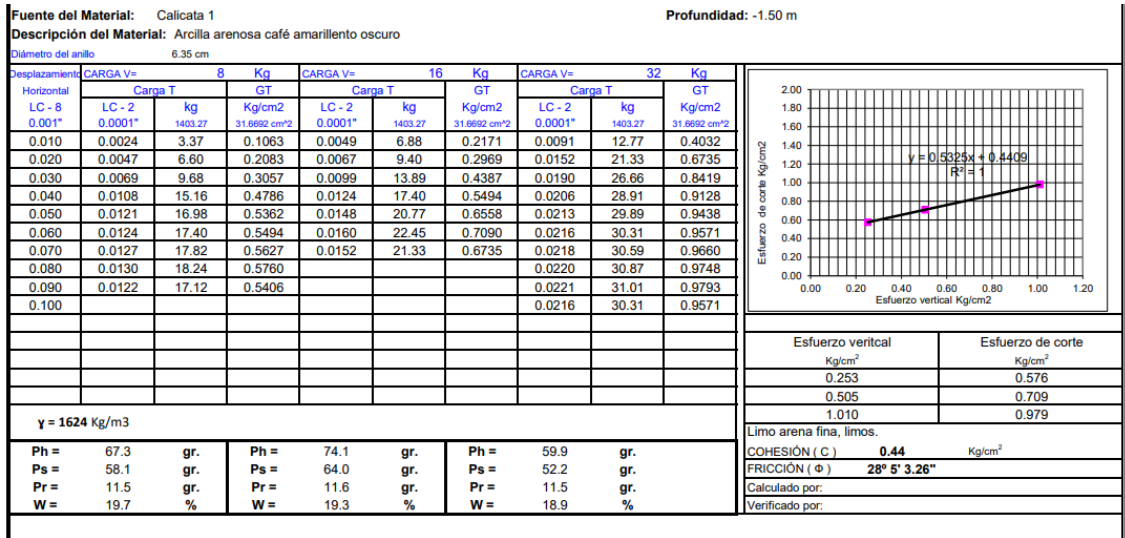 Fuente del Material: Calicata 1 Profundidad: -1.50 m
Descripción del Material: Arcilla arenosa café amarillento oscuro
Diámetro del anillo 6.35 cm
Desplazamiento CARGA V= 8 Kg CARGA V= 16 Kg CARGA V= 32 Kg
Horizontal Carga T GT Carga T GT Carga T GT
LC - 8 LC - 2 kg Kg/cm2 LC - 2 kg Kg/cm2 LC - 2 kg Kg/cm2
0.001" 0.0001" 1403.27 31.6692 cm^2 0.0001" 1403.27 31.6692 cm^2 0.0001" 1403.27 31.6692 cm^2
0.010 0.0024 3.37 0.1063 0.0049 6.88 0.2171 0.0091 12.77 0.4032
0.020 0.0047 6.60 0.2083 0.0067 9.40 0.2969 0.0152 21.33 0.6735
0.030 0.0069 9.68 0.3057 0.0099 13.89 0.4387 0.0190 26.66 0.8419
0.040 0.0108 15.16 0.4786 0.0124 17.40 0.5494 0.0206 28.91 0.9128
0.050 0.0121 16.98 0.5362 0.0148 20.77 0.6558 0.0213 29.89 0.9438
0.060 0.0124 17.40 0.5494 0.0160 22.45 0.7090 0.0216 30.31 0.9571
0.070 0.0127 17.82 0.5627 0.0152 21.33 0.6735 0.0218 30.59 0.9660
0.080 0.0130 18.24 0.5760 0.0220 30.87 0.9748
0.090 0.0122 17.12 0.5406 0.0221 31.01 0.9793
0.100 0.0216 30.31 0.9571
γ = 1624 Kg/m3
Ph = 67.3 gr. Ph = 74.1 gr. Ph = 59.9 gr.
Ps = 58.1 gr. Ps = 64.0 gr. Ps = 52.2 gr.
Pr = 11.5 gr. Pr = 11.6 gr. Pr = 11.5 gr.
W = 19.7 % W = 19.3 % W = 18.9 %
Esfuerzo de corte Kg/cm2
2.00
1.80
1.60
1.40
1.20
1.00
0.80
0.60
0.40
0.20
0.00
y = 0.5325x + 0.4409
R² = 1
0.00 0.20 0.40 0.60 0.80 1.00 1.20
Esfuerzo vertical Kg/cm2
Esfuerzo veritcal Esfuerzo de corte
Kg/cm² Kg/cm²
0.253 0.576
0.505 0.709
1.010 0.979
Limo arena fina, limos.
COHESIÓN ( C ) 0.44 Kg/cm²
FRICCIÓN ( Φ ) 28º 5' 3.26"
Calculado por:
Verificado por: